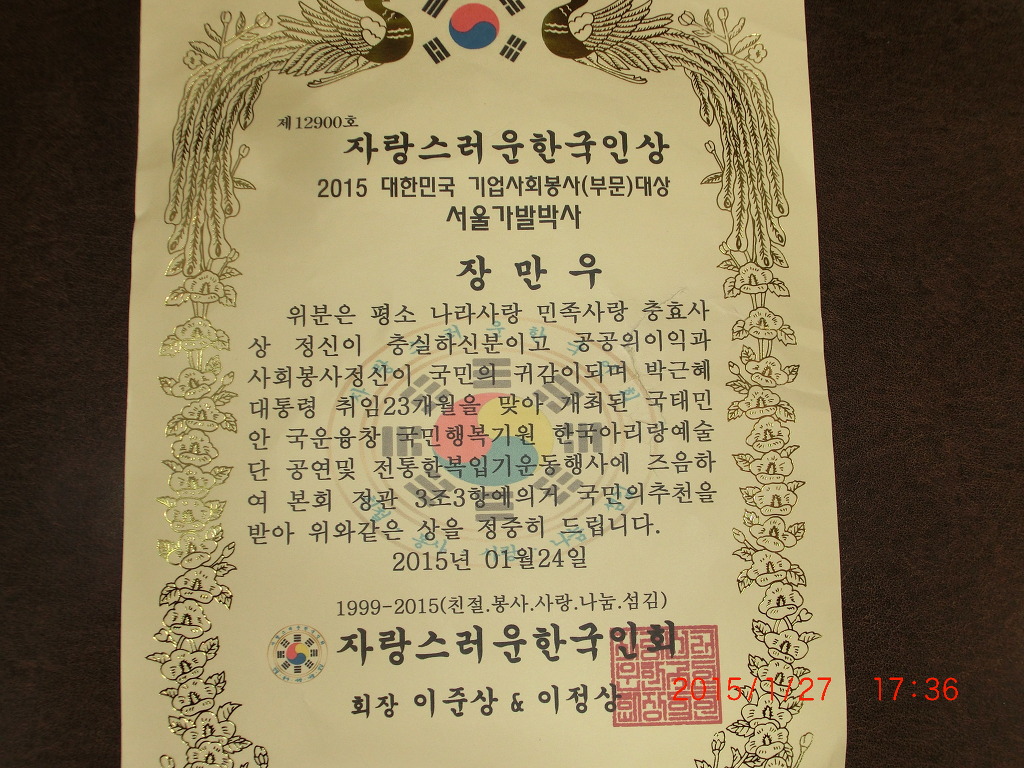 제12900호
자랑스러운한국인상
2015 대한민국 기업사회봉사(부문)대상
서울가발박사
장 만 우
위분은 평소 나라사랑 민족사랑 충효사
상 정신이 충실하신분이고 공공의이익과
사회봉사정신이 국민의 귀감이되며 박근혜
대통령 취임23개월을 맞아 개최된 국태민
안 국운융창 국민행복기원 한국아리랑예술
단 공연및 전통한복입기운동행사에 즈음하
여 본회 정관 3조3항에의거 국민의추천을
받아 위와같은 상을 정중히 드립니다.
2015년 01월24일
1999-2015(친절.봉사.사랑.나눔.섬김)
자랑스러운한국인회
회장 이준상 & 이정상
2015/1/27 17:36